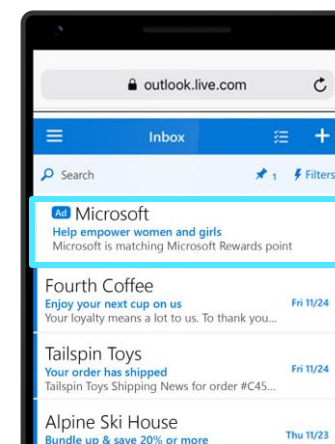 outlook.live.com
Inbox
Search 1 Filters
Ad Microsoft
Help empower women and girls
Microsoft is matching Microsoft Rewards point
Fourth Coffee
Enjoy your next cup on us Fri 11/24
Your loyalty means a lot to us. To thank you...
Tailspin Toys
Your order has shipped Fri 11/24
Tailspin Toys Shipping News for order #C45...
Alpine Ski House
Bundle up & save 20% or more Thu 11/23